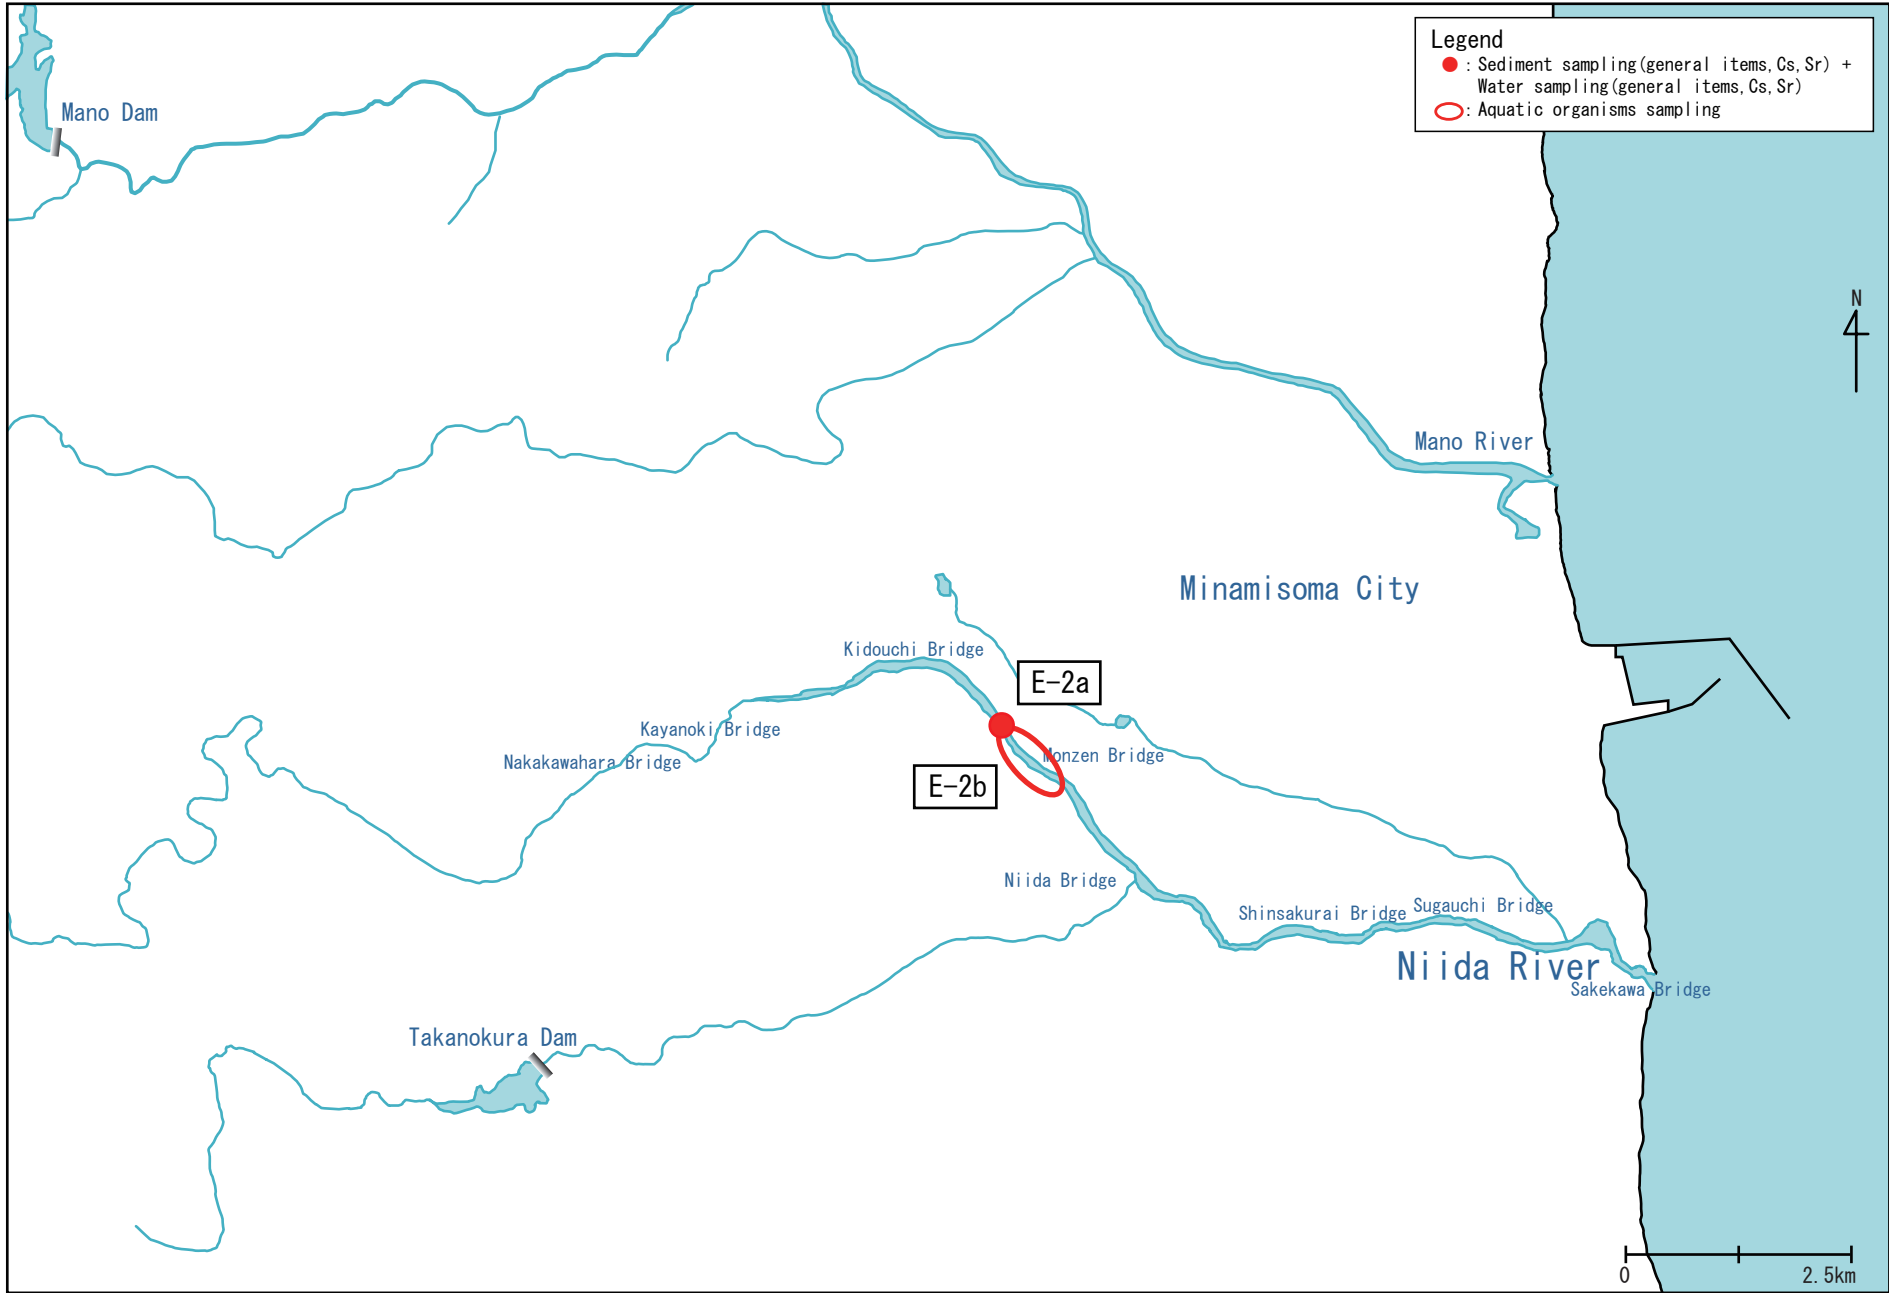 Legend
: Sediment sampling(general items,Cs,Sr) +
Water sampling(general items,Cs,Sr)
: Aquatic organisms sampling
Mano Dam
N
Mano River
Minamisoma City
Kidouchi Bridge
E-2a
Kayanoki Bridge
Monzen Bridge
Nakakawahara Bridge
E-2b
Niida Bridge
Sugauchi Bridge
Shinsakurai Bridge
Niida River
Sakekawa Bridge
Takanokura Dam
0 2.5km